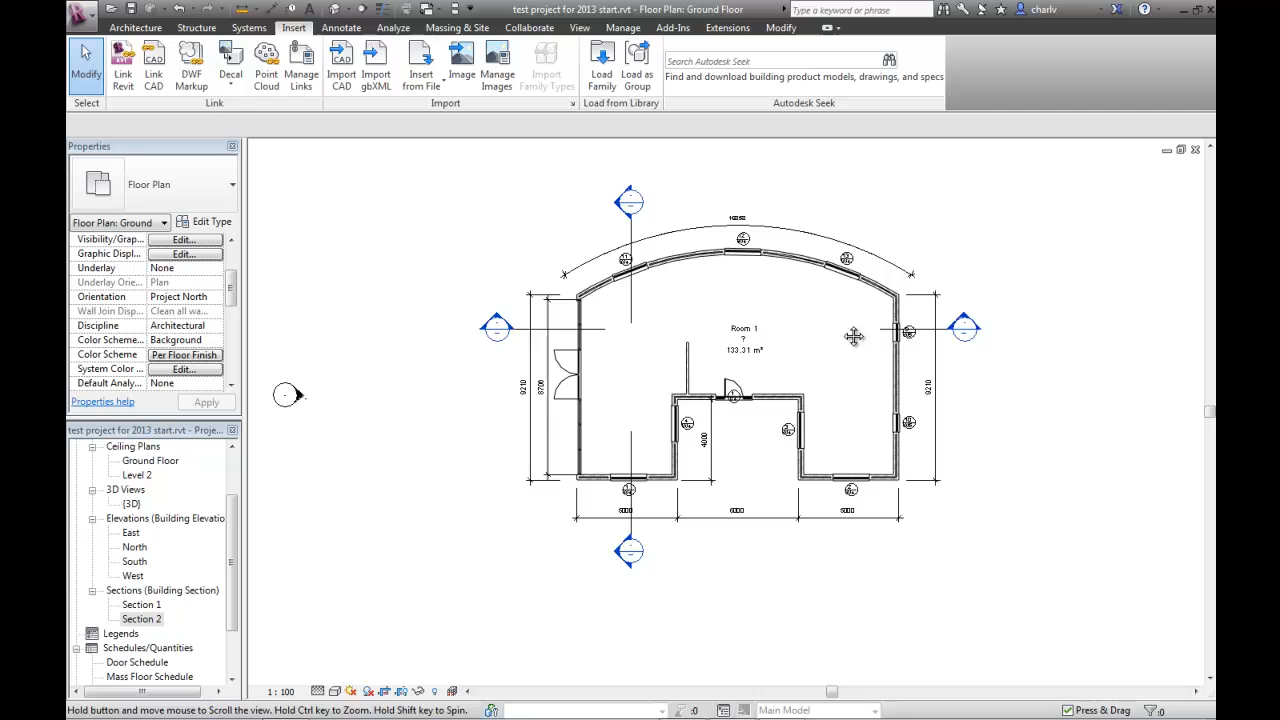 test project for 2013 start.rvt - Floor Plan: Ground Floor
Type a keyword or phrase
charlv
Architecture Structure Systems Insert Annotate Analyze Massing & Site Collaborate View Manage Add-Ins Extensions Modify
Modify
Link Revit
Link CAD
DWF Markup
Decal
Point Cloud
Manage Links
Import CAD
Import gbXML
Insert from File
Image
Manage Images
Import Family Types
Load Family
Load as Group
Search Autodesk Seek
Find and download building product models, drawings, and specs
Select
Link
Import
Load from Library
Autodesk Seek
Properties
Floor Plan
Floor Plan: Ground
Edit Type
Visibility/Grap... Edit...
Graphic Displ... Edit...
Underlay None
Underlay Orie... Plan
Orientation Project North
Wall Join Disp... Clean all wa...
Discipline Architectural
Color Scheme... Background
Color Scheme Per Floor Finish
System Color ... Edit...
Default Analy... None
Properties help
Apply
test project for 2013 start.rvt - Proje...
Ceiling Plans
Ground Floor
Level 2
3D Views
{3D}
Elevations (Building Elevatio
East
North
South
West
Sections (Building Section)
Section 1
Section 2
Legends
Schedules/Quantities
Door Schedule
Mass Floor Schedule
Room 1
?
133.31 m²
9210
8706
9210
4000
6000
1 : 100
Hold button and move mouse to Scroll the view. Hold Ctrl key to Zoom. Hold Shift key to Spin.
:0
Main Model
Press & Drag
:0